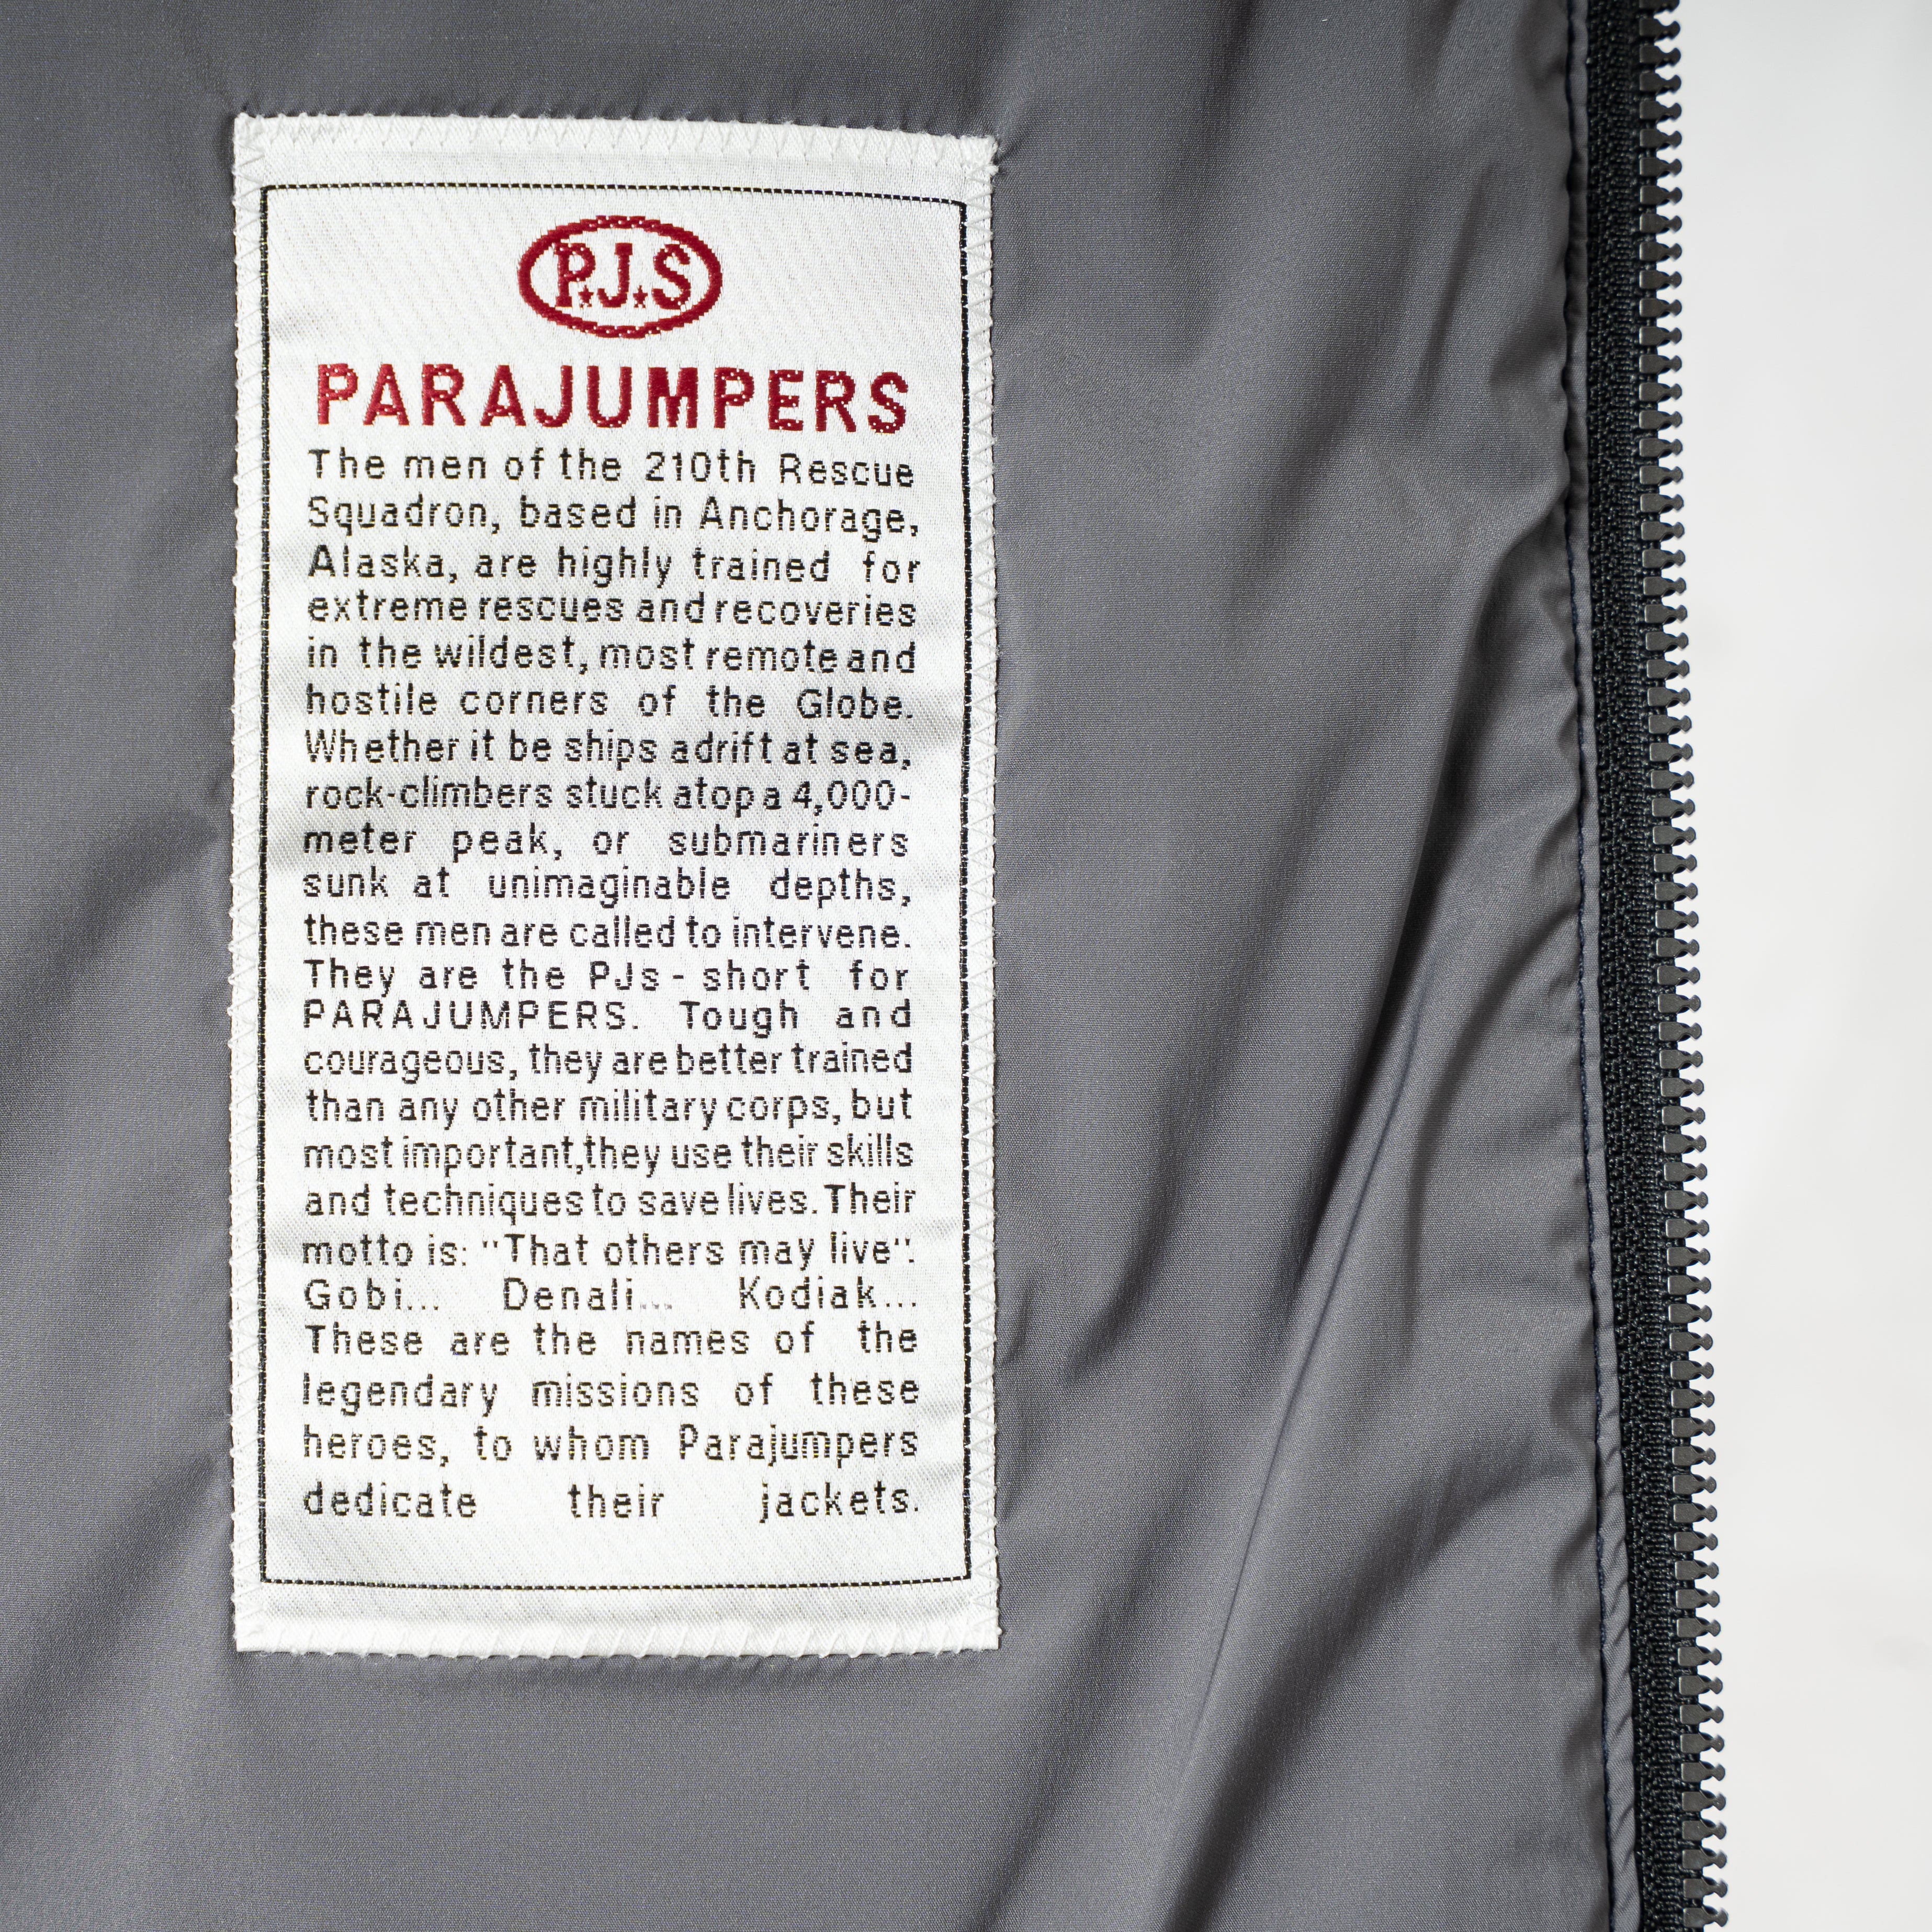 P.J.S
PARAJUMPERS
The men of the 210th Rescue
Squadron, based in Anchorage,
Alaska, are highly trained for
extreme rescues and recoveries
in the wildest, most remote and
hostile corners of the Globe.
Whether it be ships adrift at sea,
rock-climbers stuck atop a 4,000-
meter peak, or submariners
sunk at unimaginable depths,
these men are called to intervene.
They are the PJs - short for
PARAJUMPERS. Tough and
courageous, they are better trained
than any other military corps, but
most important,they use their skills
and techniques to save lives. Their
motto is: "That others may live".
Gobi... Denali... Kodiak...
These are the names of the
legendary missions of these
heroes, to whom Parajumpers
dedicate their jackets.